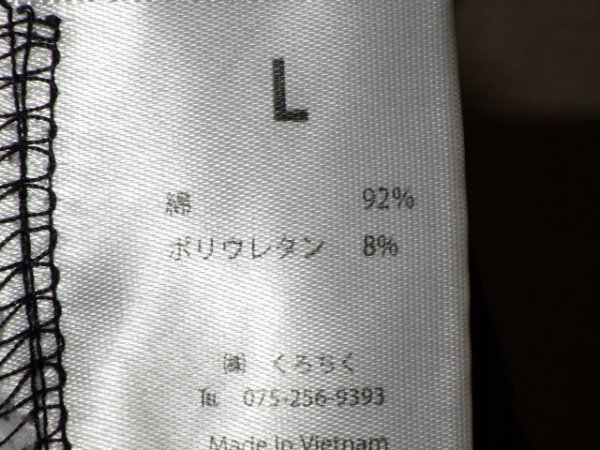 L
綿 92%
ポリウレタン 8%
㈱ くろちく
℡ 075-256-9393
Made In Vietnam